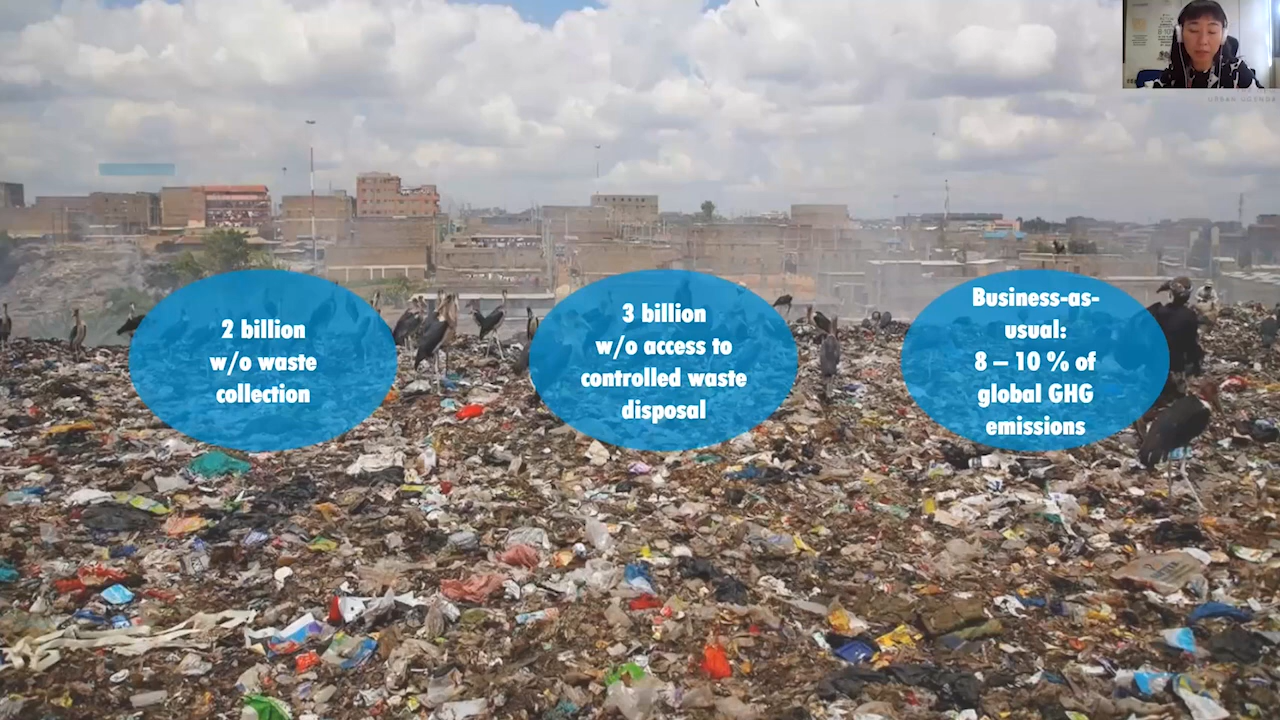 2 billion
w/o waste
collection
3 billion
w/o access to
controlled waste
disposal
Business-as-
usual:
8 – 10 % of
global GHG
emissions